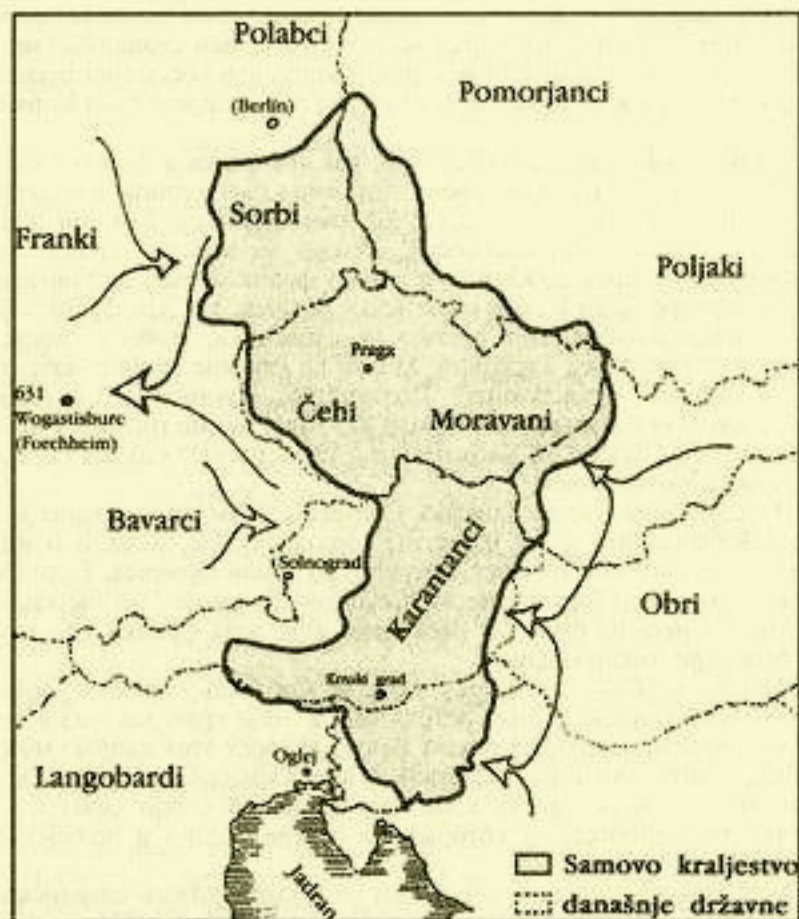 Polabci
Pomorjanci
(Berlin)
Sorbi
Franki
Poljaki
Praga
631
Wogastisburc
(Forchheim)
Čehi
Moravani
Bavarci
Karantanci
Solnograd
Obri
Krnski grad
Oglej
Langobardi
Jadran
Samovo kraljestvo
današnje državne